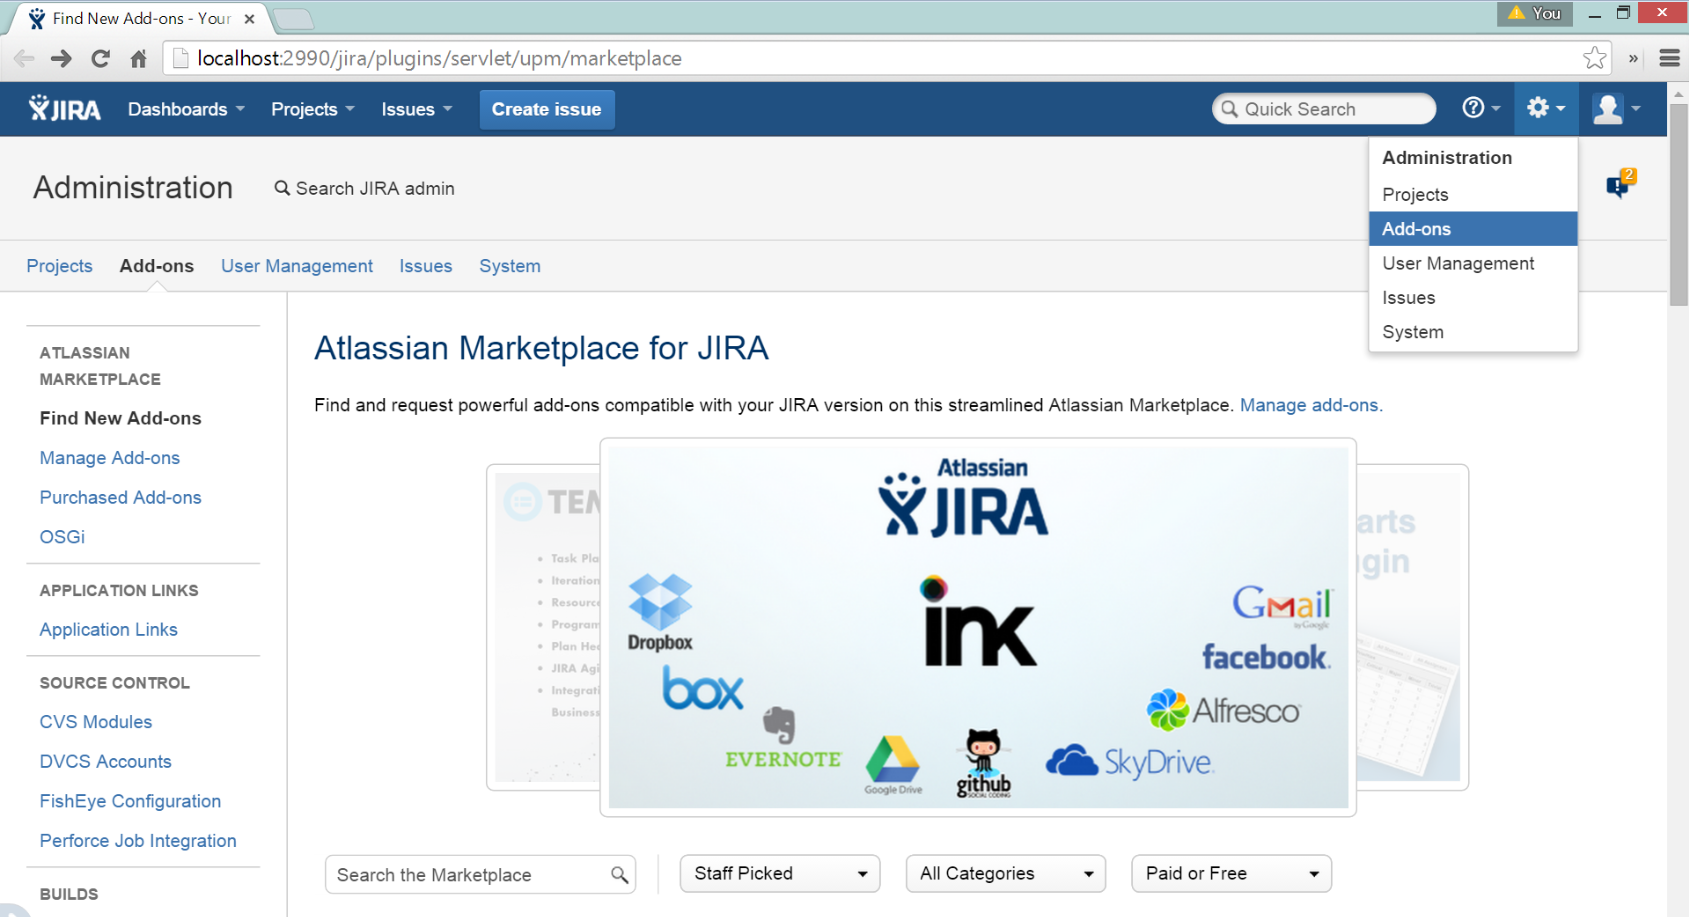 Find New Add-ons - Your
You
localhost:2990/jira/plugins/servlet/upm/marketplace
JIRA Dashboards Projects Issues Create issue Quick Search
Administration
Search JIRA admin
2
Administration
Projects
Add-ons
User Management
Issues
System
Projects Add-ons User Management Issues System
ATLASSIAN
MARKETPLACE
Find New Add-ons
Manage Add-ons
Purchased Add-ons
OSGi
APPLICATION LINKS
Application Links
SOURCE CONTROL
CVS Modules
DVCS Accounts
FishEye Configuration
Perforce Job Integration
BUILDS
Atlassian Marketplace for JIRA
Find and request powerful add-ons compatible with your JIRA version on this streamlined Atlassian Marketplace. Manage add-ons.
TEM
• Task Pla
• Iteration
• Resource
• Program
• Plan
• JIRA Agi
• Integrati
Business
Atlassian
JIRA
Dropbox
box
EVERNOTE
Google Drive
ink
github
SOCIAL CODING
SkyDrive
Alfresco
facebook
Gmail
by Google
arts
gin
Search the Marketplace
Staff Picked
All Categories
Paid or Free